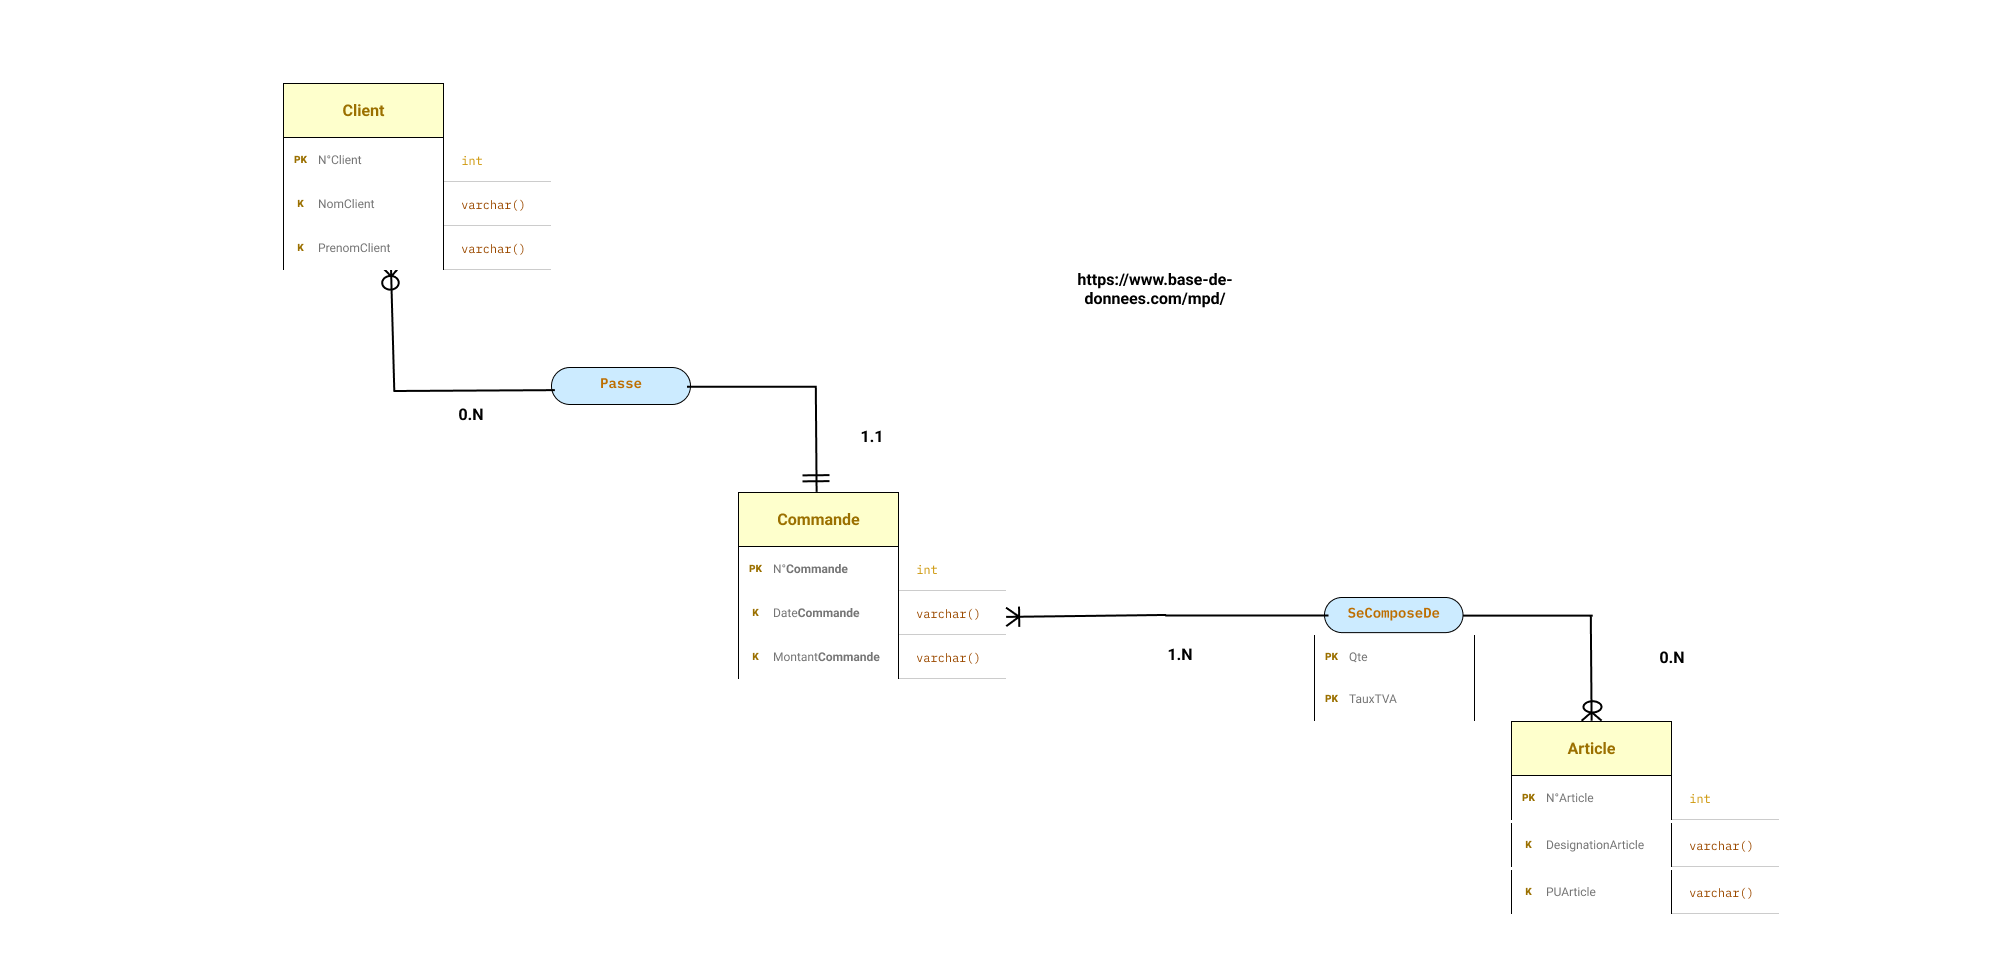 Client
PK N°Client int
K NomClient varchar()
K PrenomClient varchar()
https://www.base-de-
donnees.com/mpd/
Passe
0.N
1.1
Commande
PK N°Commande int
K DateCommande varchar()
K MontantCommande varchar()
SeComposeDe
1.N
PK Qte
0.N
PK TauxTVA
Article
PK N°Article int
K DesignationArticle varchar()
K PUArticle varchar()